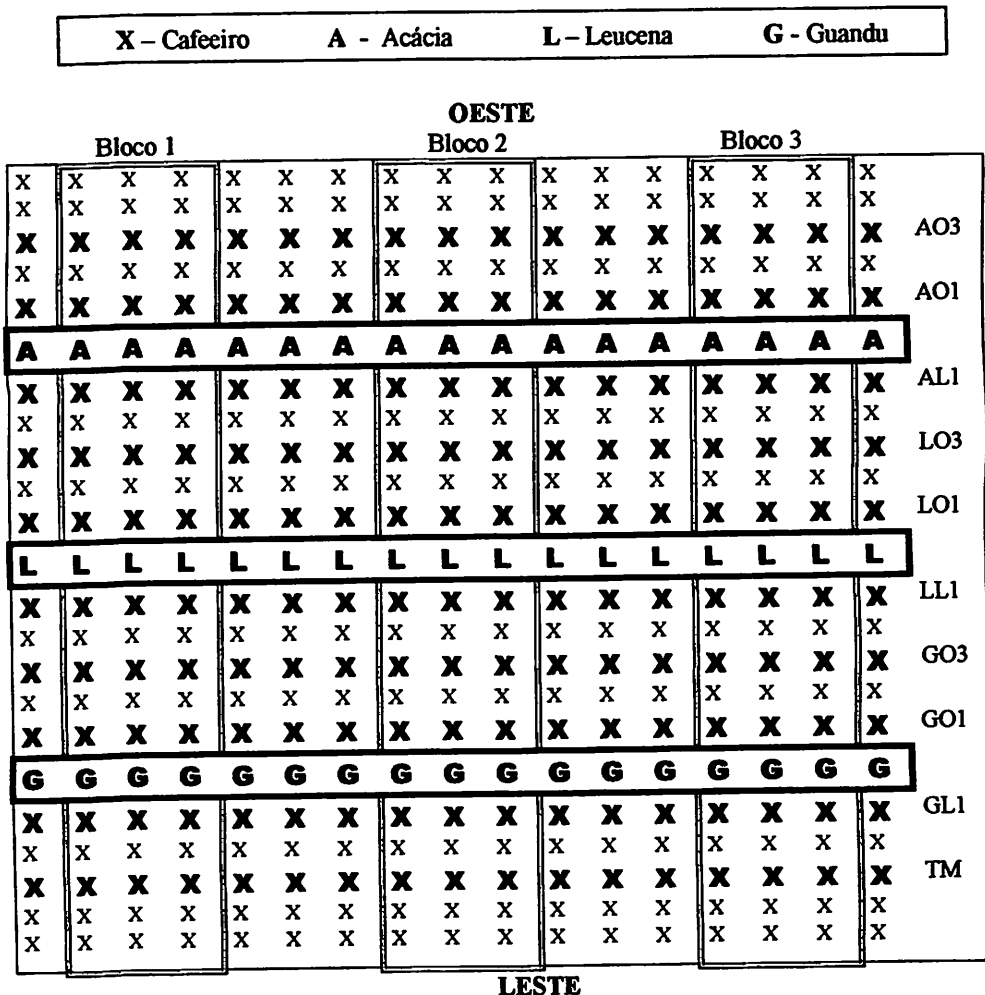 X – Cafeeiro A - Acácia L – Leucena G - Guandu
OESTE
Bloco 1 Bloco 2 Bloco 3
X X X X X X X X X X X X X X X X X
X X X X X X X X X X X X X X X X X
X X X X X X X X X X X X X X X X X AO3
X X X X X X X X X X X X X X X X X
X X X X X X X X X X X X X X X X X AO1
A A A A A A A A A A A A A A A A A
X X X X X X X X X X X X X X X X X AL1
X X X X X X X X X X X X X X X X X
X X X X X X X X X X X X X X X X X LO3
X X X X X X X X X X X X X X X X X
X X X X X X X X X X X X X X X X X LO1
L L L L L L L L L L L L L L L L L
X X X X X X X X X X X X X X X X X LL1
X X X X X X X X X X X X X X X X X
X X X X X X X X X X X X X X X X X GO3
X X X X X X X X X X X X X X X X X
X X X X X X X X X X X X X X X X X GO1
G G G G G G G G G G G G G G G G G
X X X X X X X X X X X X X X X X X GL1
X X X X X X X X X X X X X X X X X
X X X X X X X X X X X X X X X X X TM
X X X X X X X X X X X X X X X X X
X X X X X X X X X X X X X X X X X
LESTE